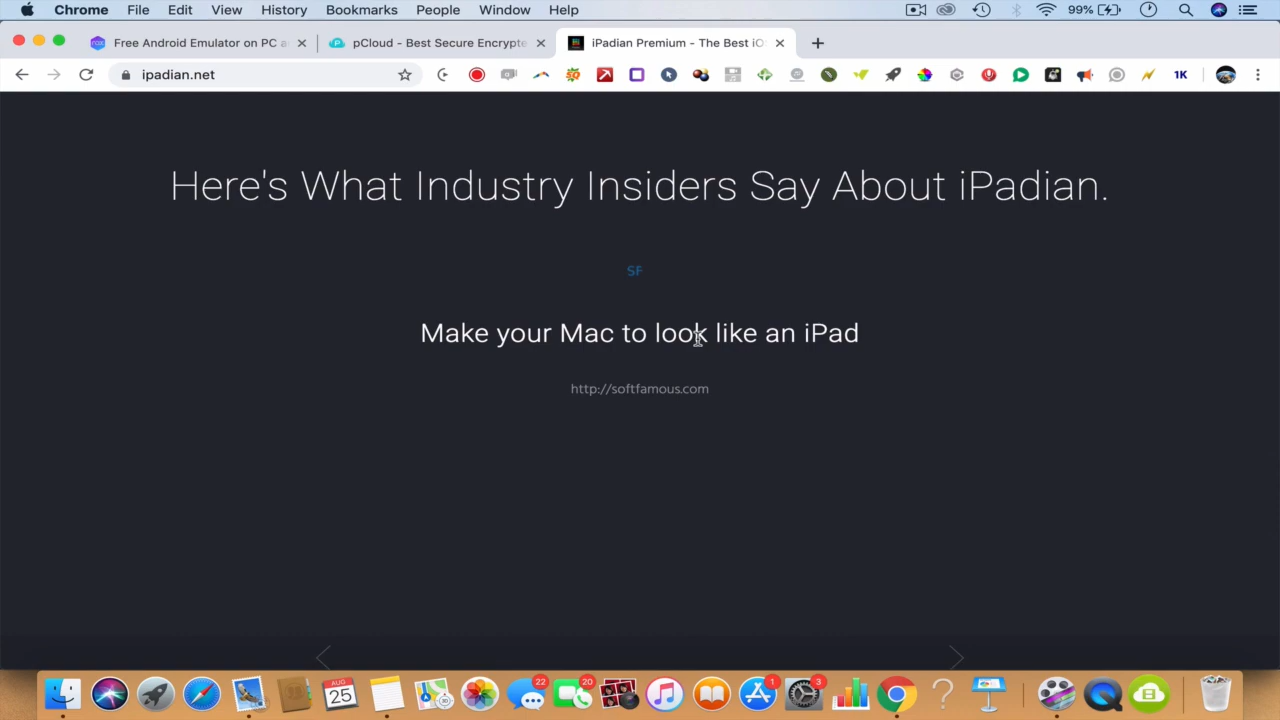 Chrome File Edit View History Bookmarks People Window Help 99%
Free Android Emulator on PC a
pCloud - Best Secure Encrypte
iPadian Premium - The Best iO
ipadian.net
1K
Here's What Industry Insiders Say About iPadian.
SF
Make your Mac to look like an iPad
http://softfamous.com
AUG
25
22
20
1
3